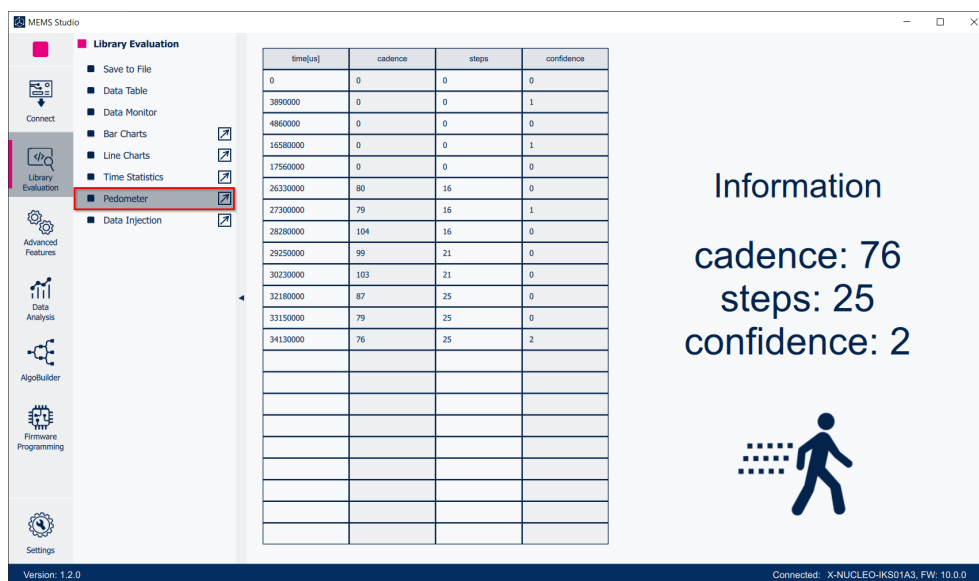 MEMS Studio
Connect
Library
Evaluation
Advanced
Features
Data
Analysis
AlgoBuilder
Firmware
Programming
Settings
Library Evaluation
Save to File
Data Table
Data Monitor
Bar Charts
Line Charts
Time Statistics
Pedometer
Data Injection
time[us] cadence steps confidence
0 0 0 0
3890000 0 0 1
4860000 0 0 0
16580000 0 0 1
17560000 0 0 0
26330000 80 16 0
27300000 79 16 1
28280000 104 16 0
29250000 99 21 0
30230000 103 21 0
32180000 87 25 0
33150000 79 25 0
34130000 76 25 2
Information
cadence: 76
steps: 25
confidence: 2
Version: 1.2.0
Connected: X-NUCLEO-IKS01A3, FW: 10.0.0